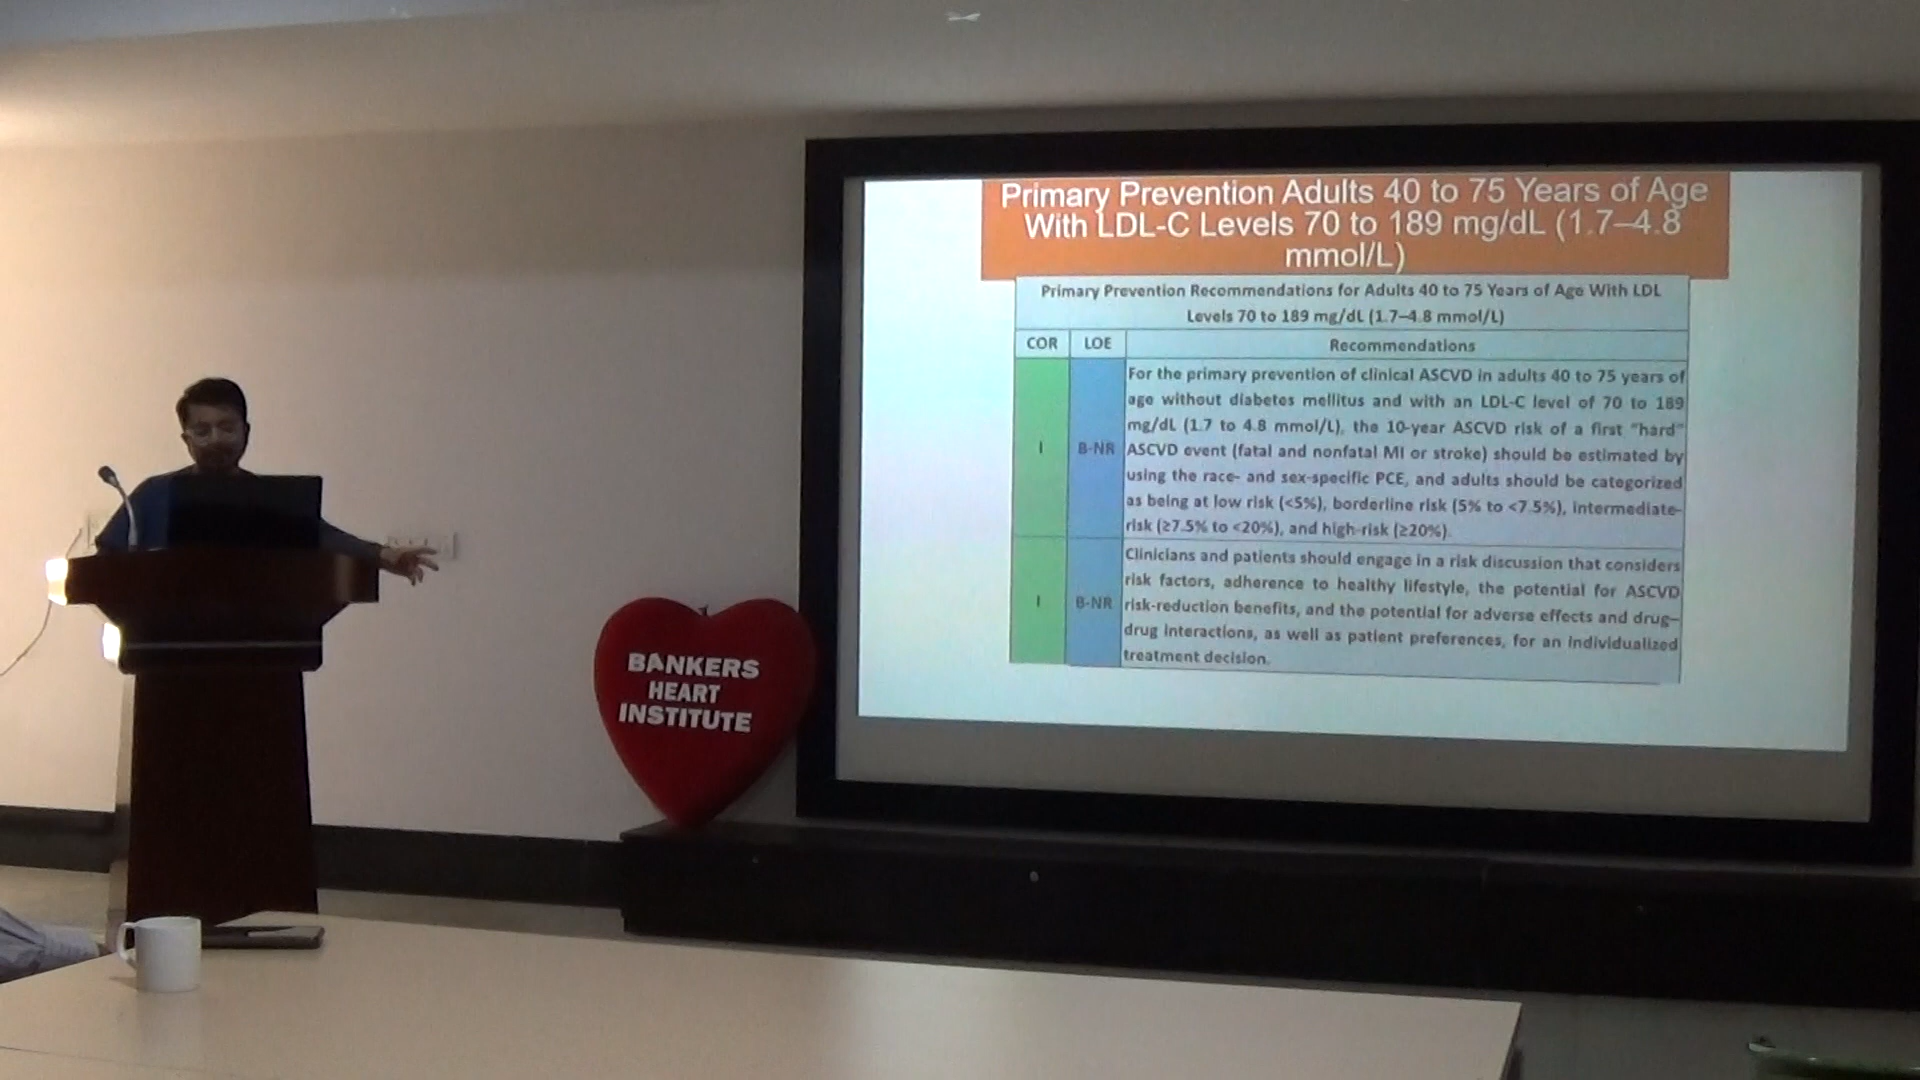 Primary Prevention Adults 40 to 75 Years of Age
With LDL-C Levels 70 to 189 mg/dL (1.7–4.8
mmol/L)
Primary Prevention Recommendations for Adults 40 to 75 Years of Age With LDL
Levels 70 to 189 mg/dL (1.7–4.8 mmol/L)
COR LOE Recommendations
I B-NR
For the primary prevention of clinical ASCVD in adults 40 to 75 years of
age without diabetes mellitus and with an LDL-C level of 70 to 189
mg/dL (1.7 to 4.8 mmol/L), the 10-year ASCVD risk of a first "hard"
ASCVD event (fatal and nonfatal MI or stroke) should be estimated by
using the race- and sex-specific PCE, and adults should be categorized
as being at low risk (<5%), borderline risk (5% to <7.5%), intermediate-
risk (≥7.5% to <20%), and high-risk (≥20%).
I B-NR
Clinicians and patients should engage in a risk discussion that considers
risk factors, adherence to healthy lifestyle, the potential for ASCVD
risk-reduction benefits, and the potential for adverse effects and drug–
drug interactions, as well as patient preferences, for an individualized
treatment decision.
BANKERS
HEART
INSTITUTE